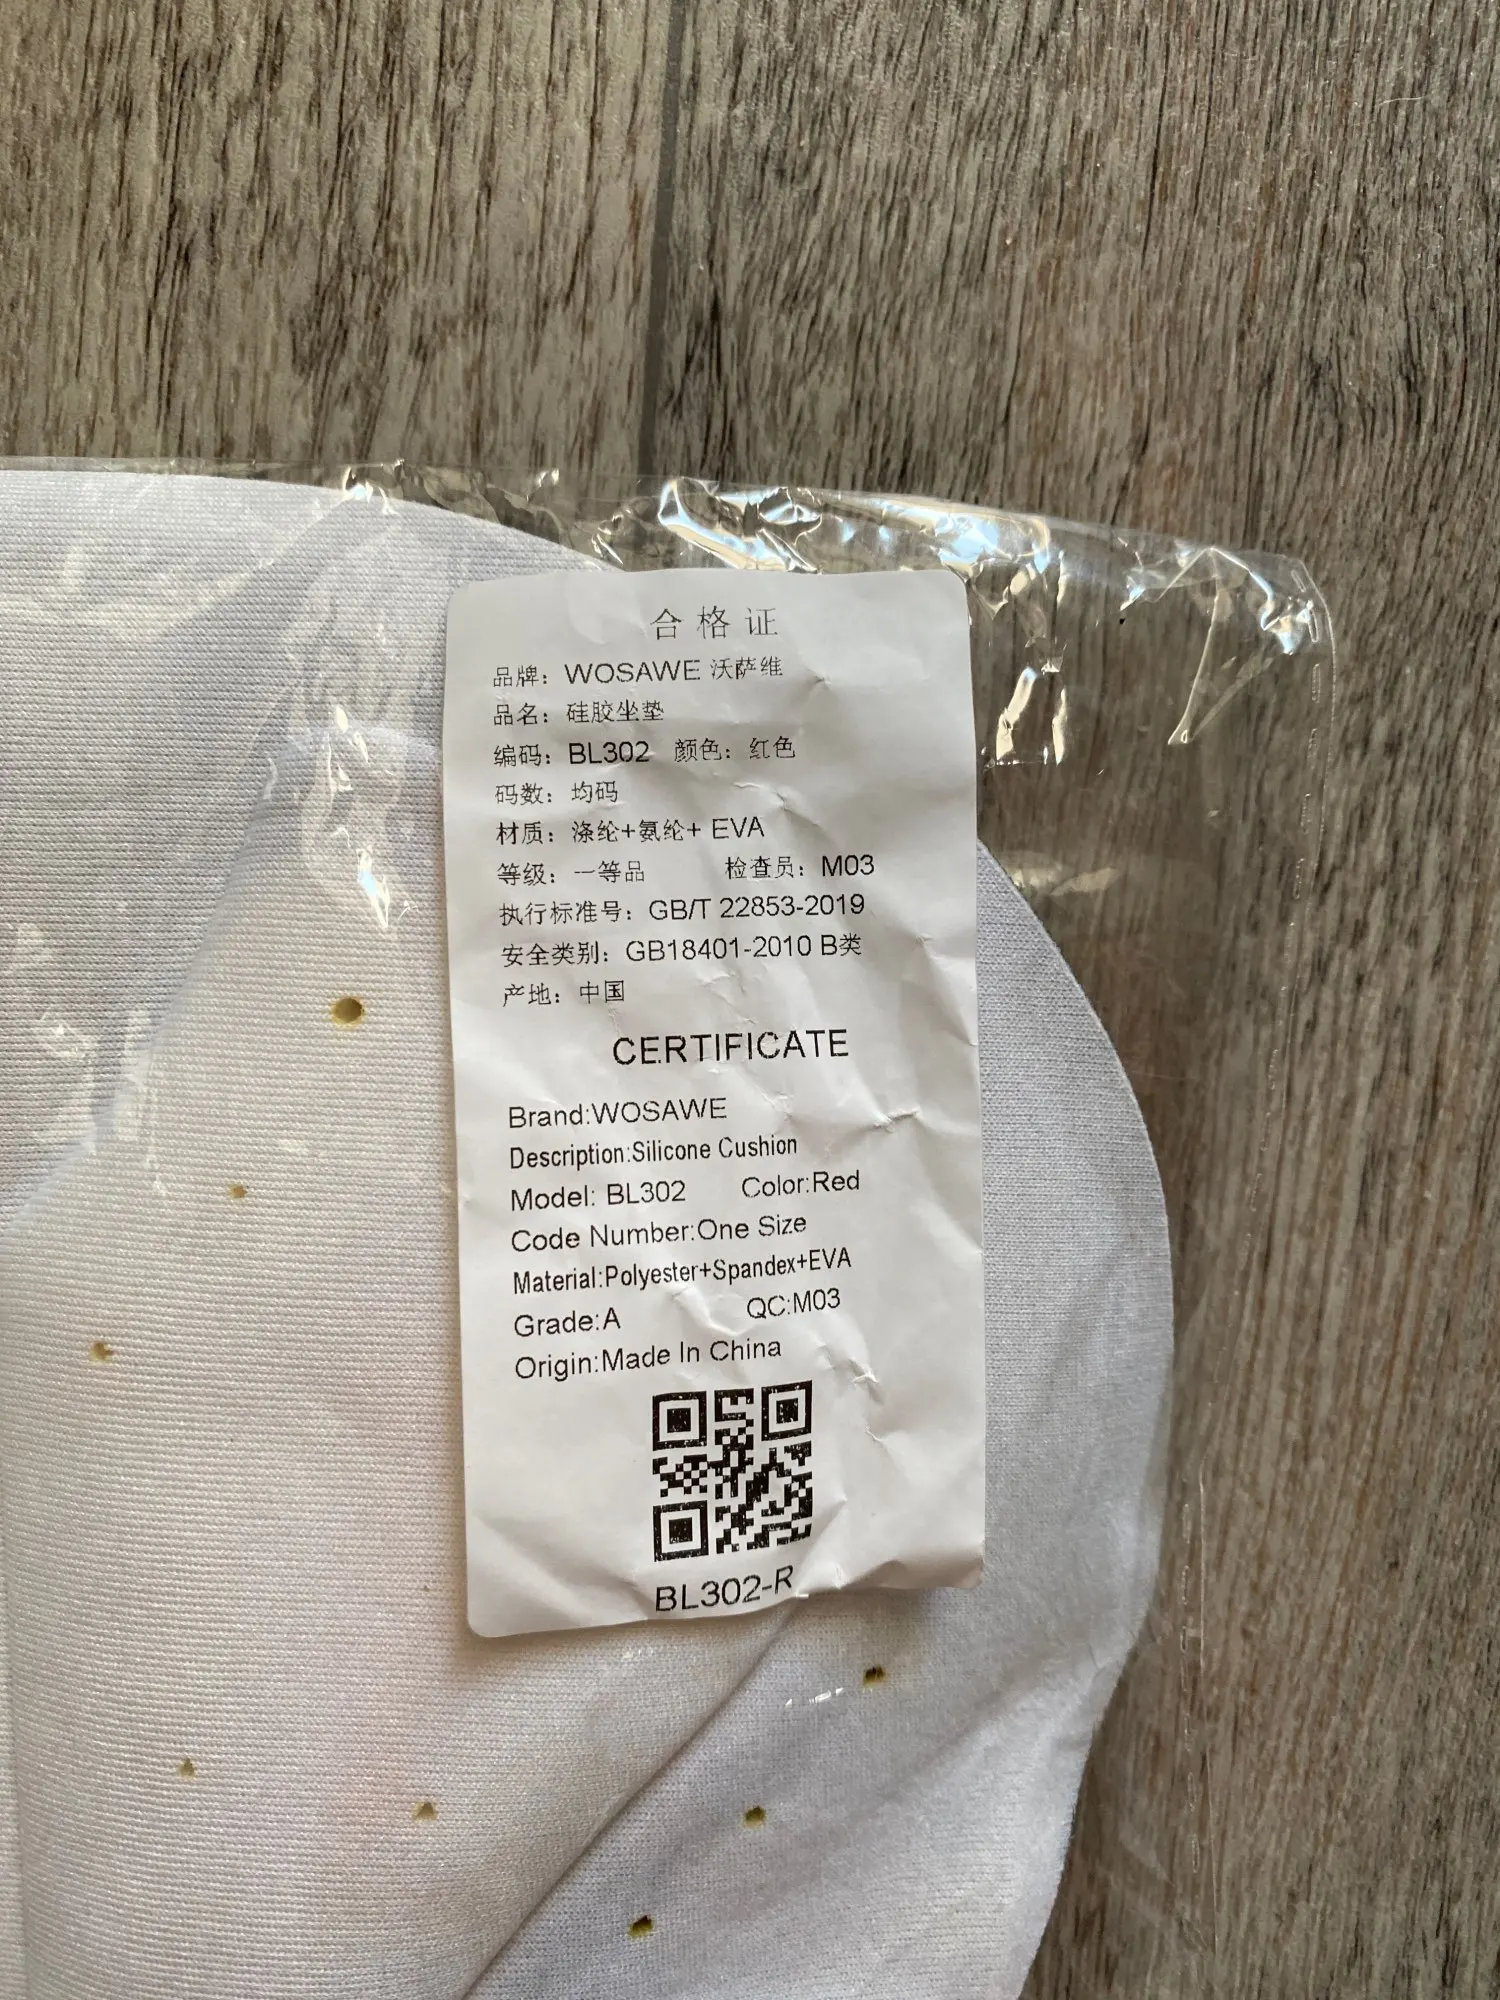 合格证
品牌：WOSAWE 沃萨维
品名：硅胶坐垫
编码：BL302 颜色：红色
码数：均码
材质：涤纶+氨纶+ EVA
等级：一等品 检查员：M03
执行标准号：GB/T 22853-2019
安全类别：GB18401-2010 B类
产地：中国
CERTIFICATE
Brand:WOSAWE
Description:Silicone Cushion
Model: BL302 Color:Red
Code Number:One Size
Material:Polyester+Spandex+EVA
Grade:A QC:M03
Origin:Made In China
BL302-R